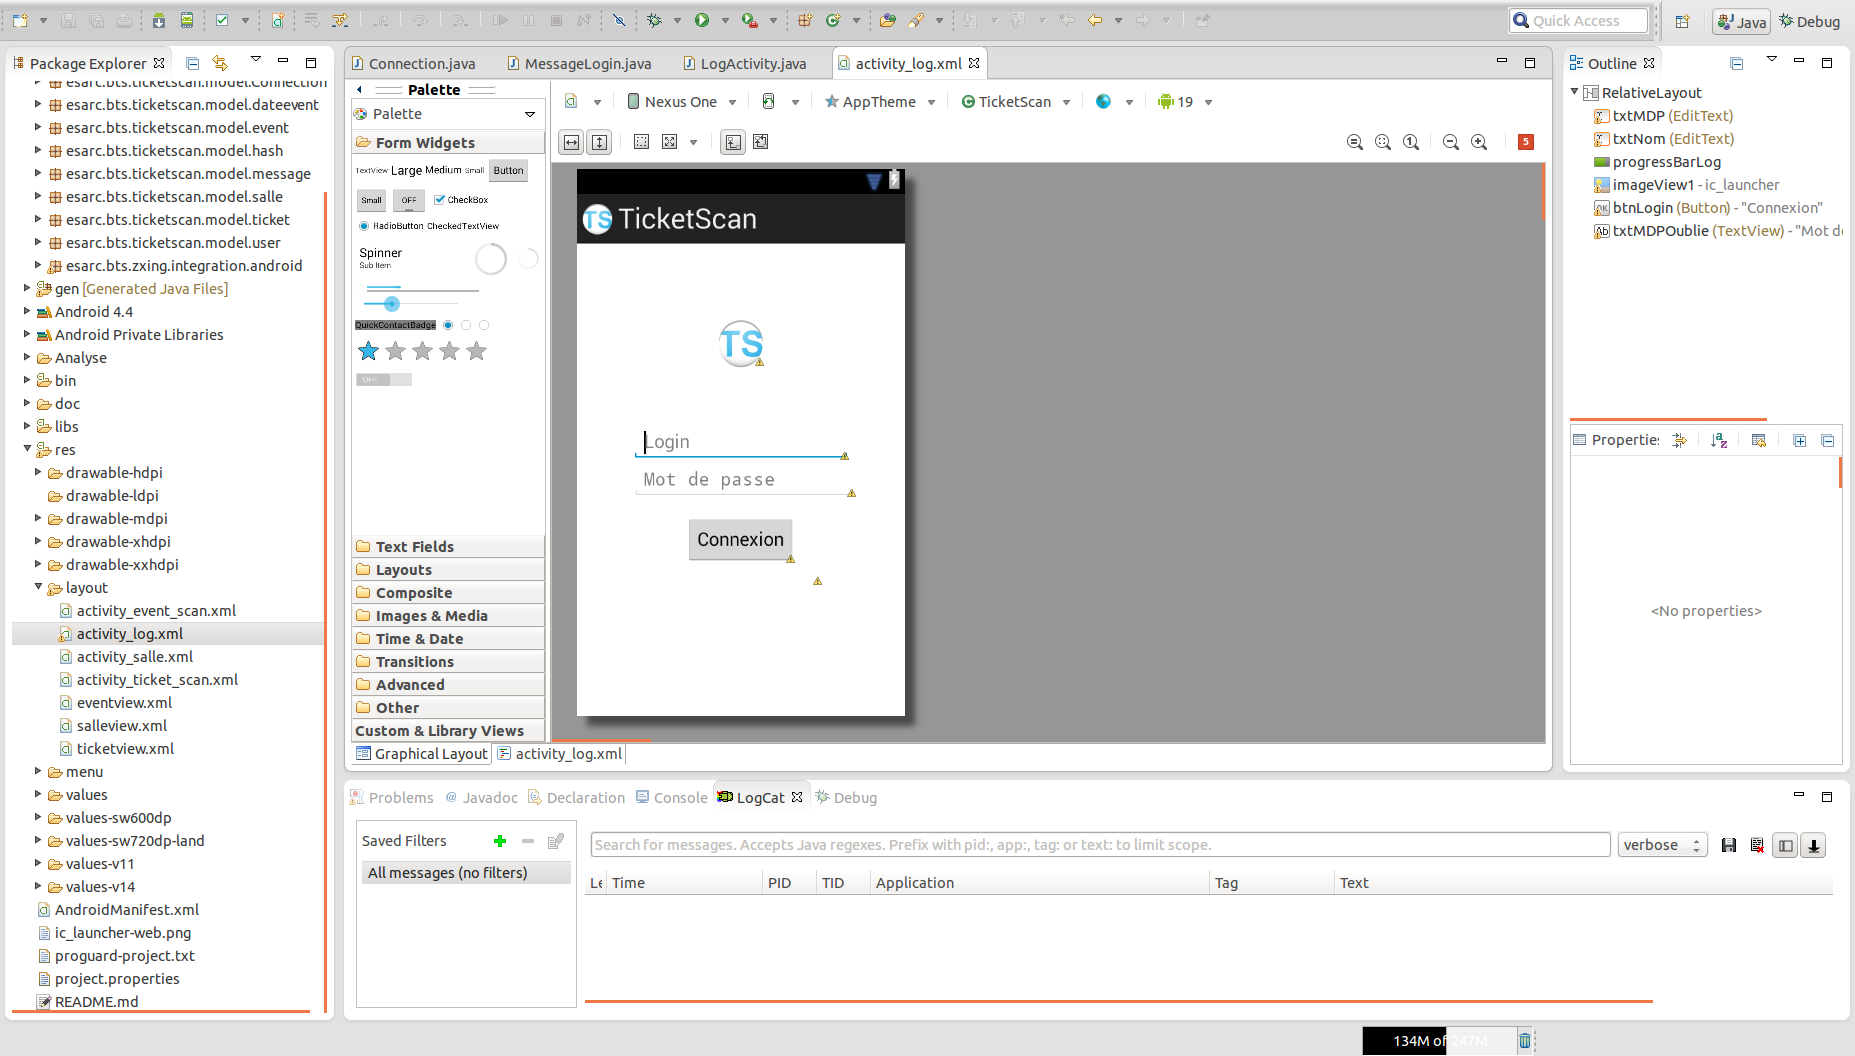 Quick Access
Java
Debug
Package Explorer
esarc.bts.ticketscan.model.Connection
esarc.bts.ticketscan.model.dateevent
esarc.bts.ticketscan.model.event
esarc.bts.ticketscan.model.hash
esarc.bts.ticketscan.model.message
esarc.bts.ticketscan.model.salle
esarc.bts.ticketscan.model.ticket
esarc.bts.ticketscan.model.user
esarc.bts.zxing.integration.android
gen [Generated Java Files]
Android 4.4
Android Private Libraries
Analyse
bin
doc
libs
res
drawable-hdpi
drawable-ldpi
drawable-mdpi
drawable-xhdpi
drawable-xxhdpi
layout
activity_event_scan.xml
activity_log.xml
activity_salle.xml
activity_ticket_scan.xml
eventview.xml
salleview.xml
ticketview.xml
menu
values
values-sw600dp
values-sw720dp-land
values-v11
values-v14
AndroidManifest.xml
ic_launcher-web.png
proguard-project.txt
project.properties
README.md
Connection.java
MessageLogin.java
LogActivity.java
activity_log.xml
Palette
Palette
Form Widgets
TextView Large Medium Small Button
Small OFF CheckBox
RadioButton CheckedTextView
Spinner
Sub Item
QuickContactBadge
OFF
Text Fields
Layouts
Composite
Images & Media
Time & Date
Transitions
Advanced
Other
Custom & Library Views
Nexus One
AppTheme
TicketScan
19
1
5
TS TicketScan
TS
Login
Mot de passe
Connexion
Graphical Layout
activity_log.xml
Outline
RelativeLayout
txtMDP (EditText)
txtNom (EditText)
progressBarLog
imageView1 - ic_launcher
btnLogin (Button) - "Connexion"
txtMDPOublie (TextView) - "Mot de
Properties
<No properties>
Problems
Javadoc
Declaration
Console
LogCat
Debug
Saved Filters
All messages (no filters)
Search for messages. Accepts Java regexes. Prefix with pid:, app:, tag: or text: to limit scope.
verbose
Le Time PID TID Application Tag Text
134M of 247M